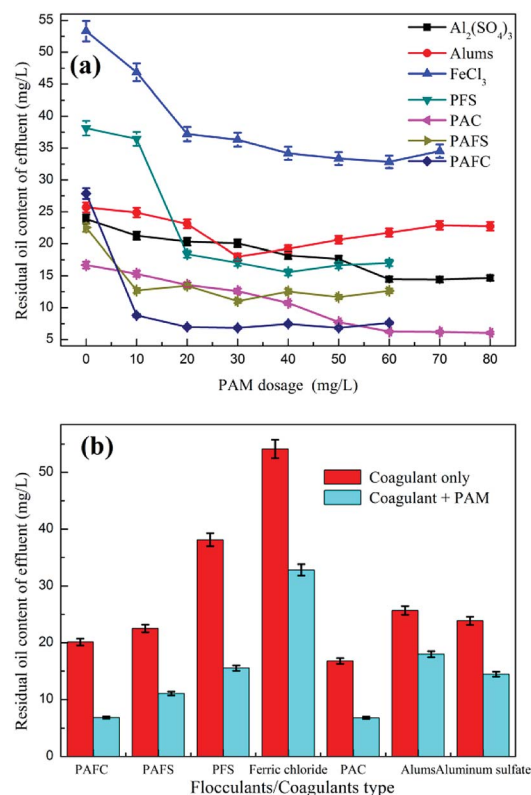 (a)
Al₂(SO₄)₃
Alums
FeCl₃
PFS
PAC
PAFS
PAFC
Residual oil content of effluent (mg/L)
55
50
45
40
35
30
25
20
15
10
5
0 10 20 30 40 50 60 70 80
PAM dosage (mg/L)
(b)
Coagulant only
Coagulant + PAM
Residual oil content of effluent (mg/L)
50
40
30
20
10
0
PAFC PAFS PFS Ferric chloride PAC Alums Aluminum sulfate
Flocculants/Coagulants type